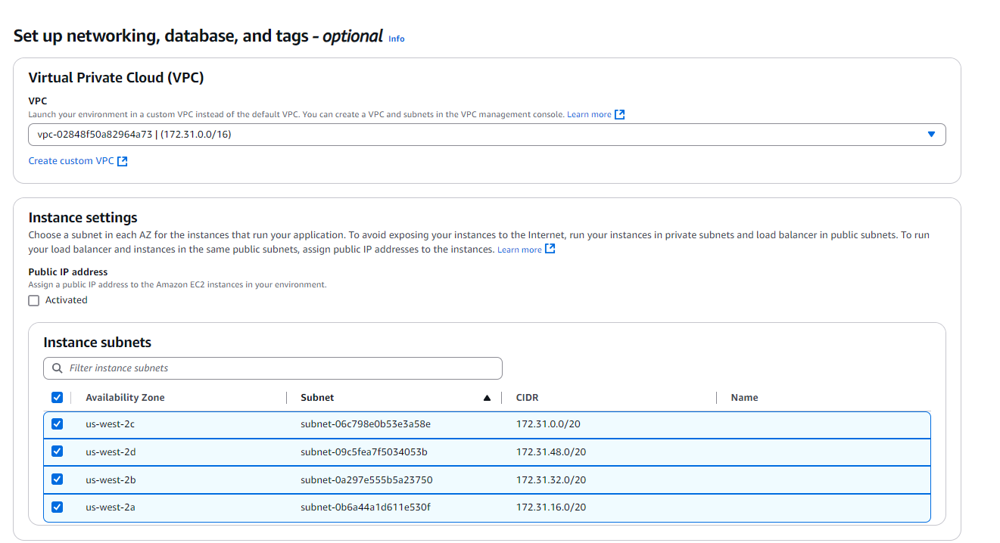 Set up networking, database, and tags - optional Info
Virtual Private Cloud (VPC)
VPC
Launch your environment in a custom VPC instead of the default VPC. You can create a VPC and subnets in the VPC management console. Learn more
vpc-02848f50a82964a73 | (172.31.0.0/16)
Create custom VPC
Instance settings
Choose a subnet in each AZ for the instances that run your application. To avoid exposing your instances to the Internet, run your instances in private subnets and load balancer in public subnets. To run
your load balancer and instances in the same public subnets, assign public IP addresses to the instances. Learn more
Public IP address
Assign a public IP address to the Amazon EC2 instances in your environment.
Activated
Instance subnets
Filter instance subnets
Availability Zone Subnet CIDR Name
us-west-2c subnet-06c798e0b53e3a58e 172.31.0.0/20
us-west-2d subnet-09c5fea7f5034053b 172.31.48.0/20
us-west-2b subnet-0a297e555b5a23750 172.31.32.0/20
us-west-2a subnet-0b6a44a1d611e530f 172.31.16.0/20